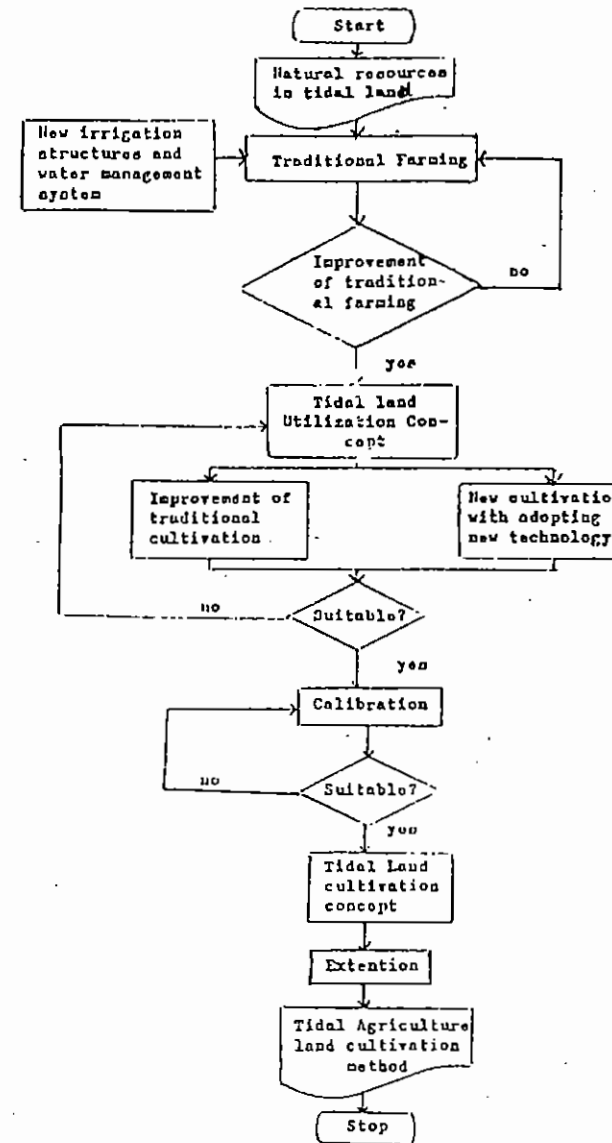 Start
Natural resources
in tidal land
New irrigation
structures and
water management
system
Traditional Farming
Improvement
of tradition-
al farming
no
yes
Tidal land
Utilization Con-
cept
Improvement of
traditional
cultivation
New cultivatio
with adopting
new technology
no
Suitable?
yes
Calibration
no
Suitable?
yes
Tidal Land
cultivation
concept
Extention
Tidal Agriculture
land cultivation
method
Stop